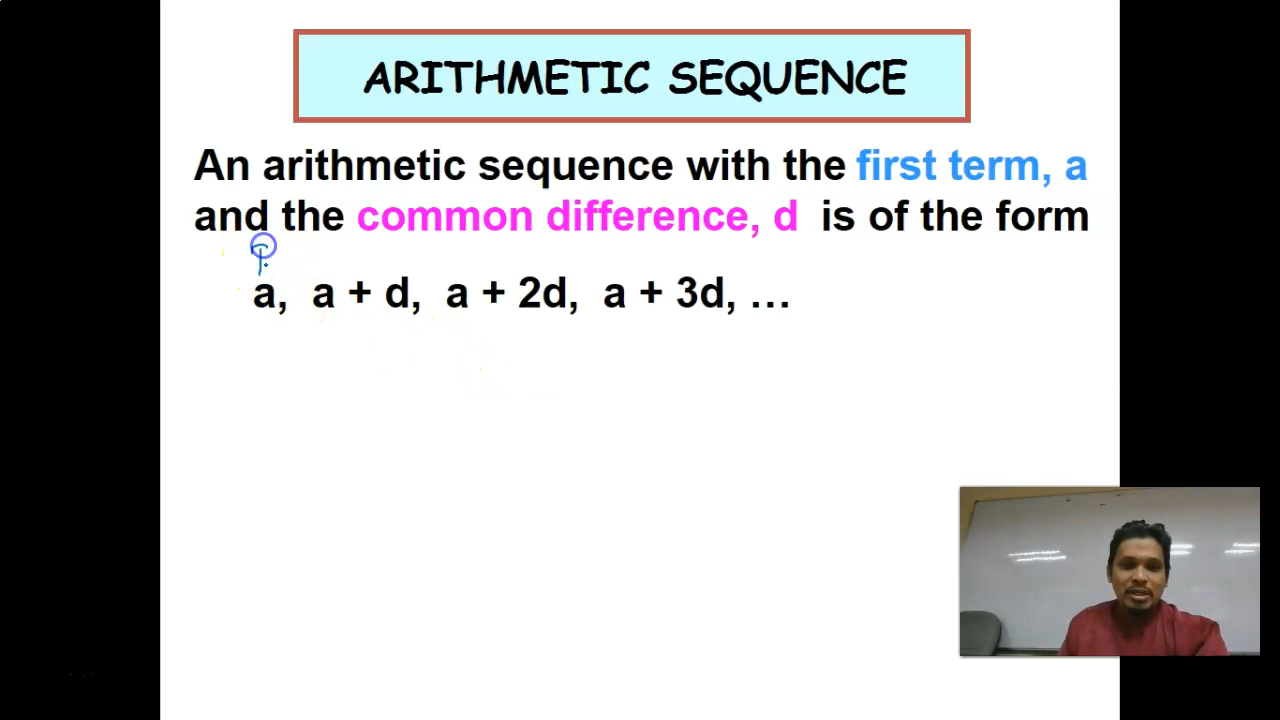 ARITHMETIC SEQUENCE
An arithmetic sequence with the first term, a
and the common difference, d is of the form
a, a + d, a + 2d, a + 3d, …